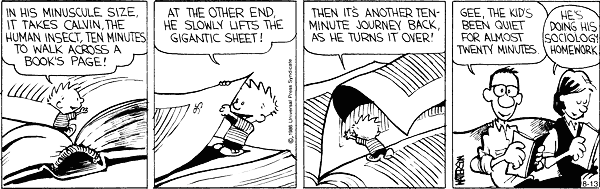 IN HIS MINUSCULE SIZE,
IT TAKES CALVIN, THE
HUMAN INSECT, TEN MINUTES
TO WALK ACROSS A
BOOK'S PAGE!
AT THE OTHER END,
HE SLOWLY LIFTS THE
GIGANTIC SHEET!
© 1986 Universal Press Syndicate
THEN IT'S ANOTHER TEN-
MINUTE JOURNEY BACK,
AS HE TURNS IT OVER!
GEE, THE KID'S
BEEN QUIET
FOR ALMOST
TWENTY MINUTES.
HE'S
DOING HIS
SOCIOLOGY
HOMEWORK.
WATTERSON
8-13